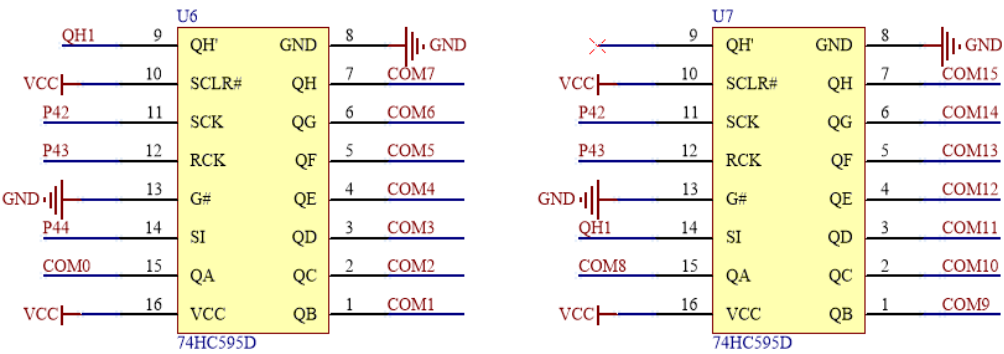 U6 U7
QH1 9 QH' GND 8 GND 9 QH' GND 8 GND
VCC 10 SCLR# QH 7 COM7 VCC 10 SCLR# QH 7 COM15
P42 11 SCK QG 6 COM6 P42 11 SCK QG 6 COM14
P43 12 RCK QF 5 COM5 P43 12 RCK QF 5 COM13
GND 13 G# QE 4 COM4 GND 13 G# QE 4 COM12
P44 14 SI QD 3 COM3 QH1 14 SI QD 3 COM11
COM0 15 QA QC 2 COM2 COM8 15 QA QC 2 COM10
VCC 16 VCC QB 1 COM1 VCC 16 VCC QB 1 COM9
74HC595D 74HC595D